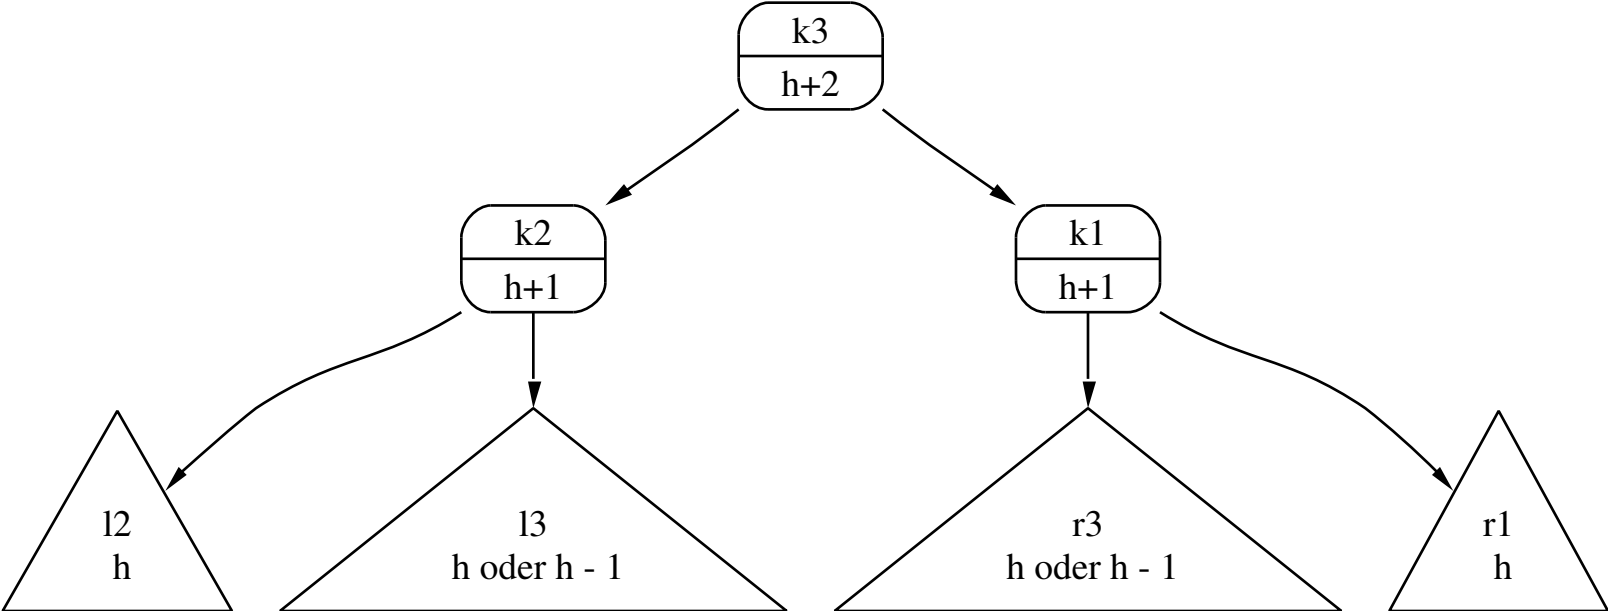 k3
h+2
k2
h+1
k1
h+1
l2
h
l3
h oder h - 1
r3
h oder h - 1
r1
h